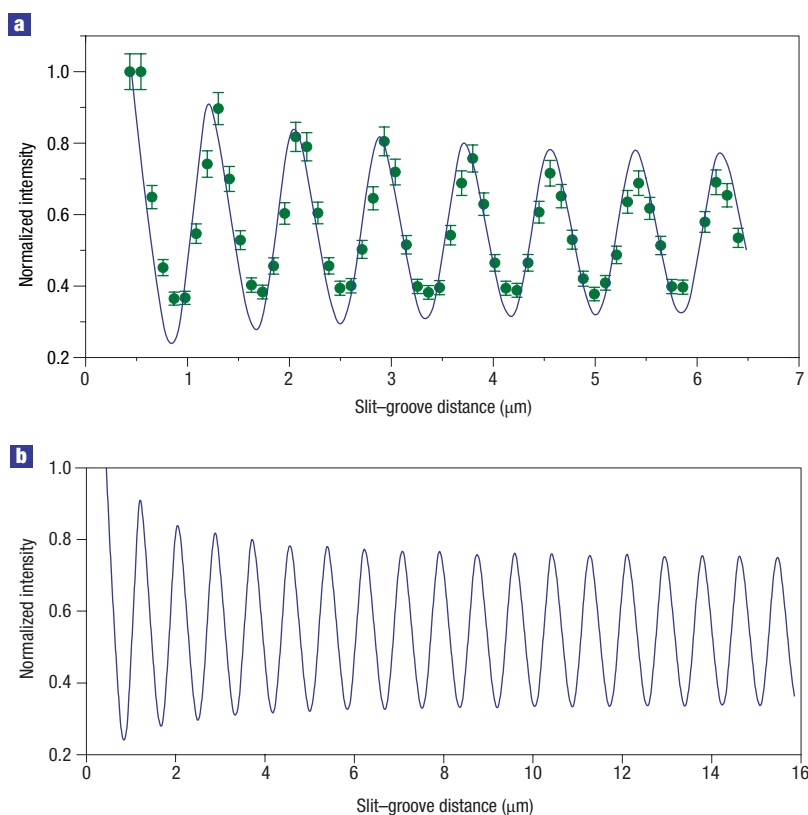 a
1.0
0.8
0.6
0.4
0.2
Normalized intensity
0 1 2 3 4 5 6 7
Slit–groove distance (μm)
b
1.0
0.8
0.6
0.4
0.2
Normalized intensity
0 2 4 6 8 10 12 14 16
Slit–groove distance (μm)